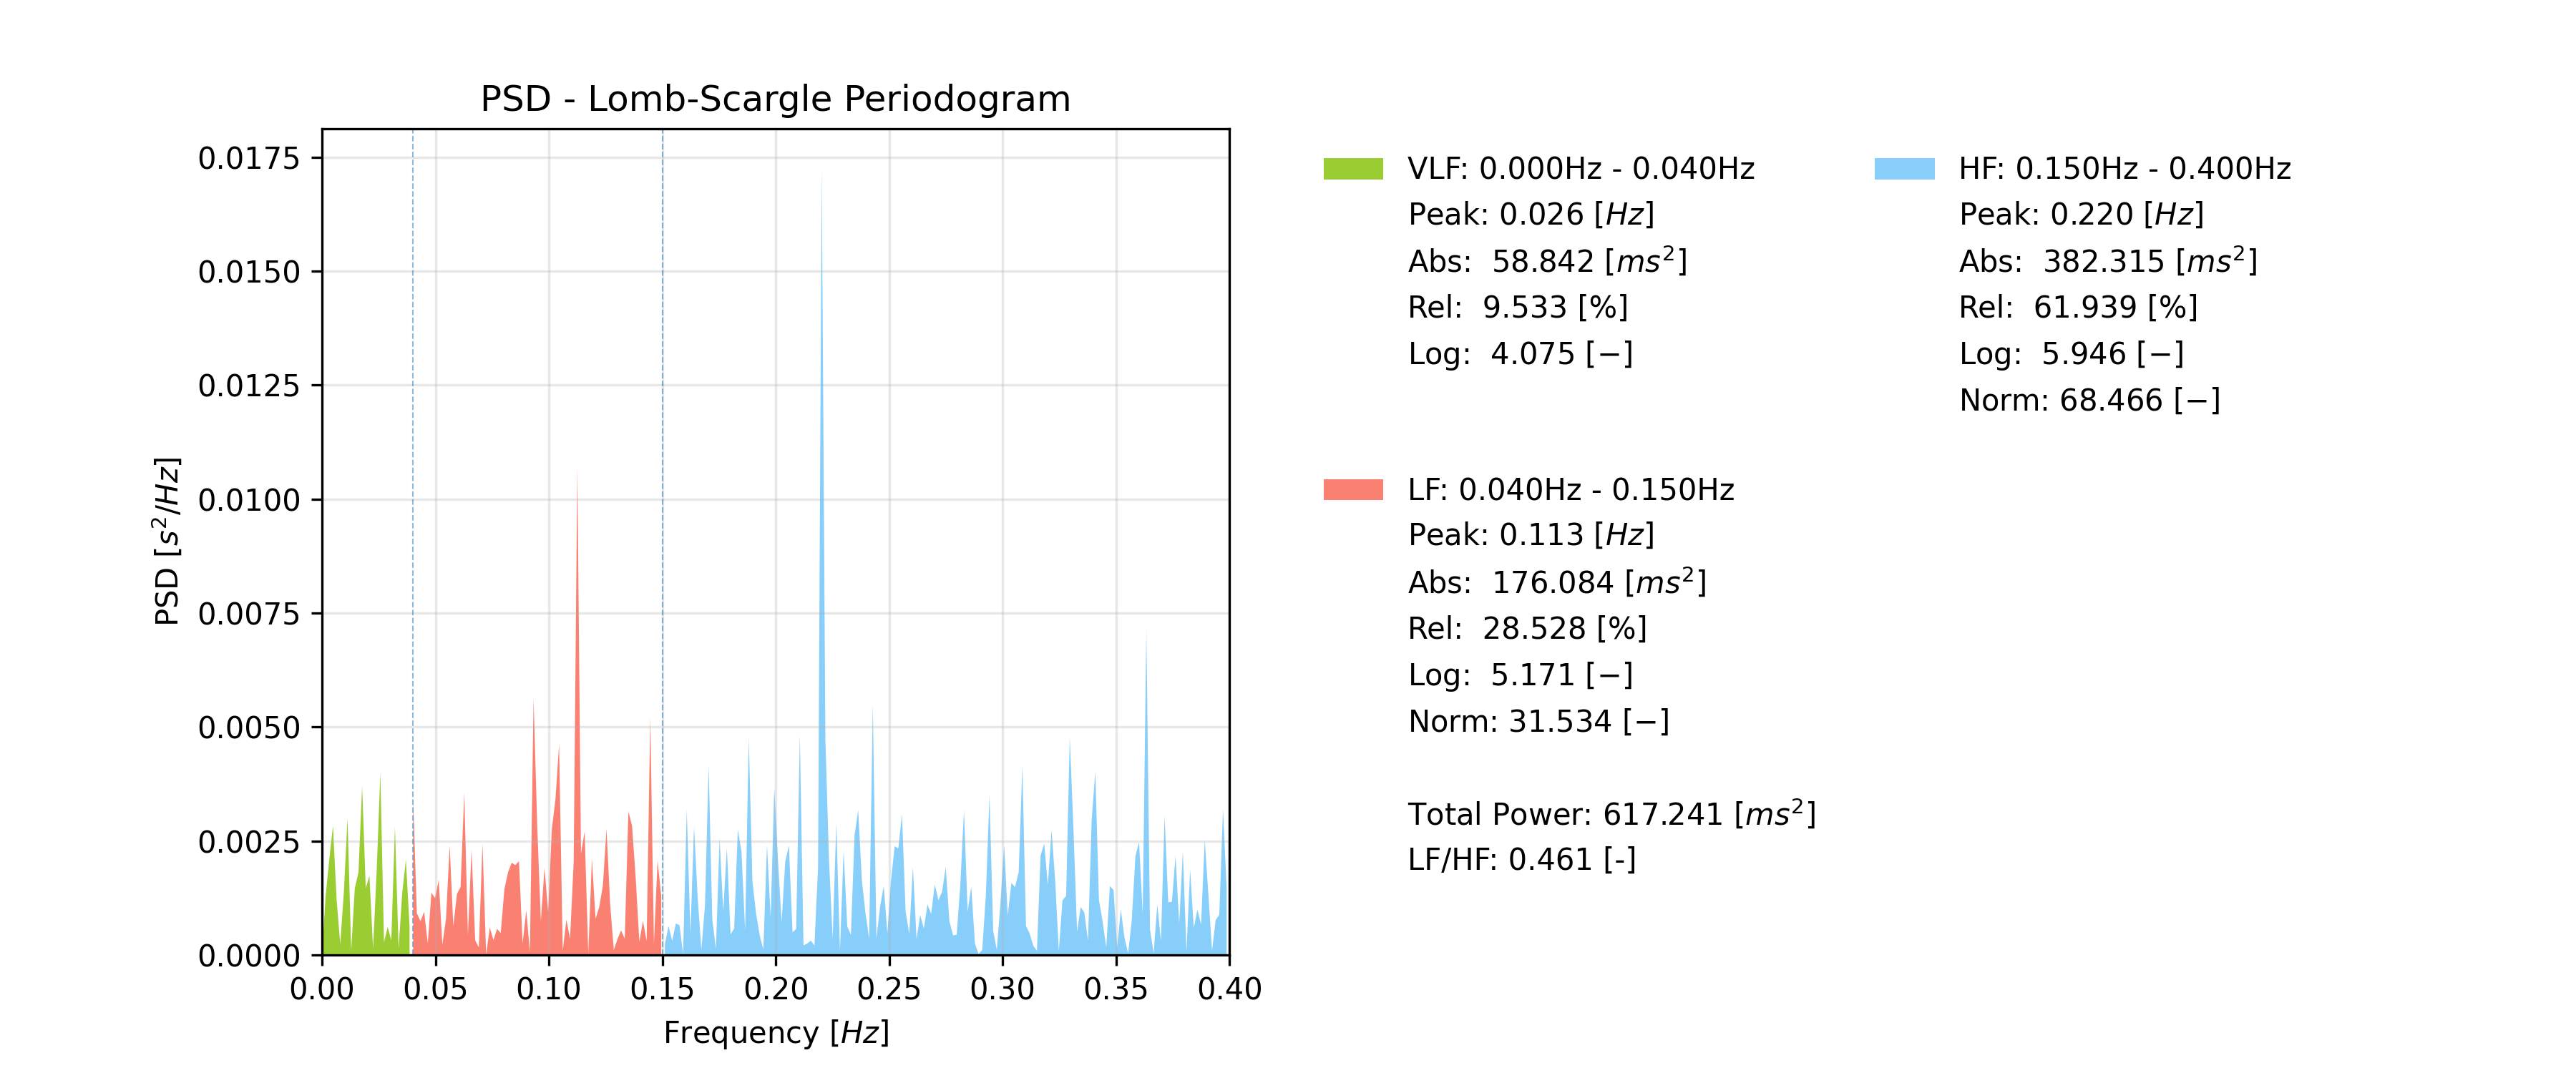 PSD - Lomb-Scargle Periodogram
PSD [s²/Hz]
0.0175
0.0150
0.0125
0.0100
0.0075
0.0050
0.0025
0.0000
0.00 0.05 0.10 0.15 0.20 0.25 0.30 0.35 0.40
Frequency [Hz]
VLF: 0.000Hz - 0.040Hz
Peak: 0.026 [Hz]
Abs: 58.842 [ms²]
Rel: 9.533 [%]
Log: 4.075 [−]
LF: 0.040Hz - 0.150Hz
Peak: 0.113 [Hz]
Abs: 176.084 [ms²]
Rel: 28.528 [%]
Log: 5.171 [−]
Norm: 31.534 [−]
Total Power: 617.241 [ms²]
LF/HF: 0.461 [-]
HF: 0.150Hz - 0.400Hz
Peak: 0.220 [Hz]
Abs: 382.315 [ms²]
Rel: 61.939 [%]
Log: 5.946 [−]
Norm: 68.466 [−]